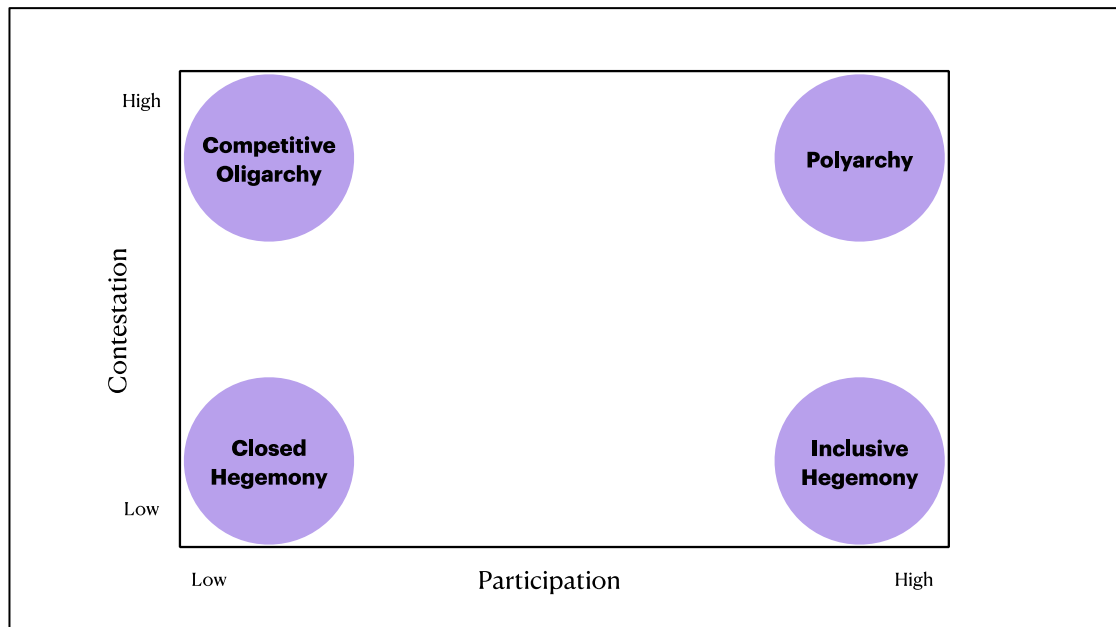 High
Competitive
Oligarchy
Polyarchy
Contestation
Closed
Hegemony
Inclusive
Hegemony
Low
Low
Participation
High